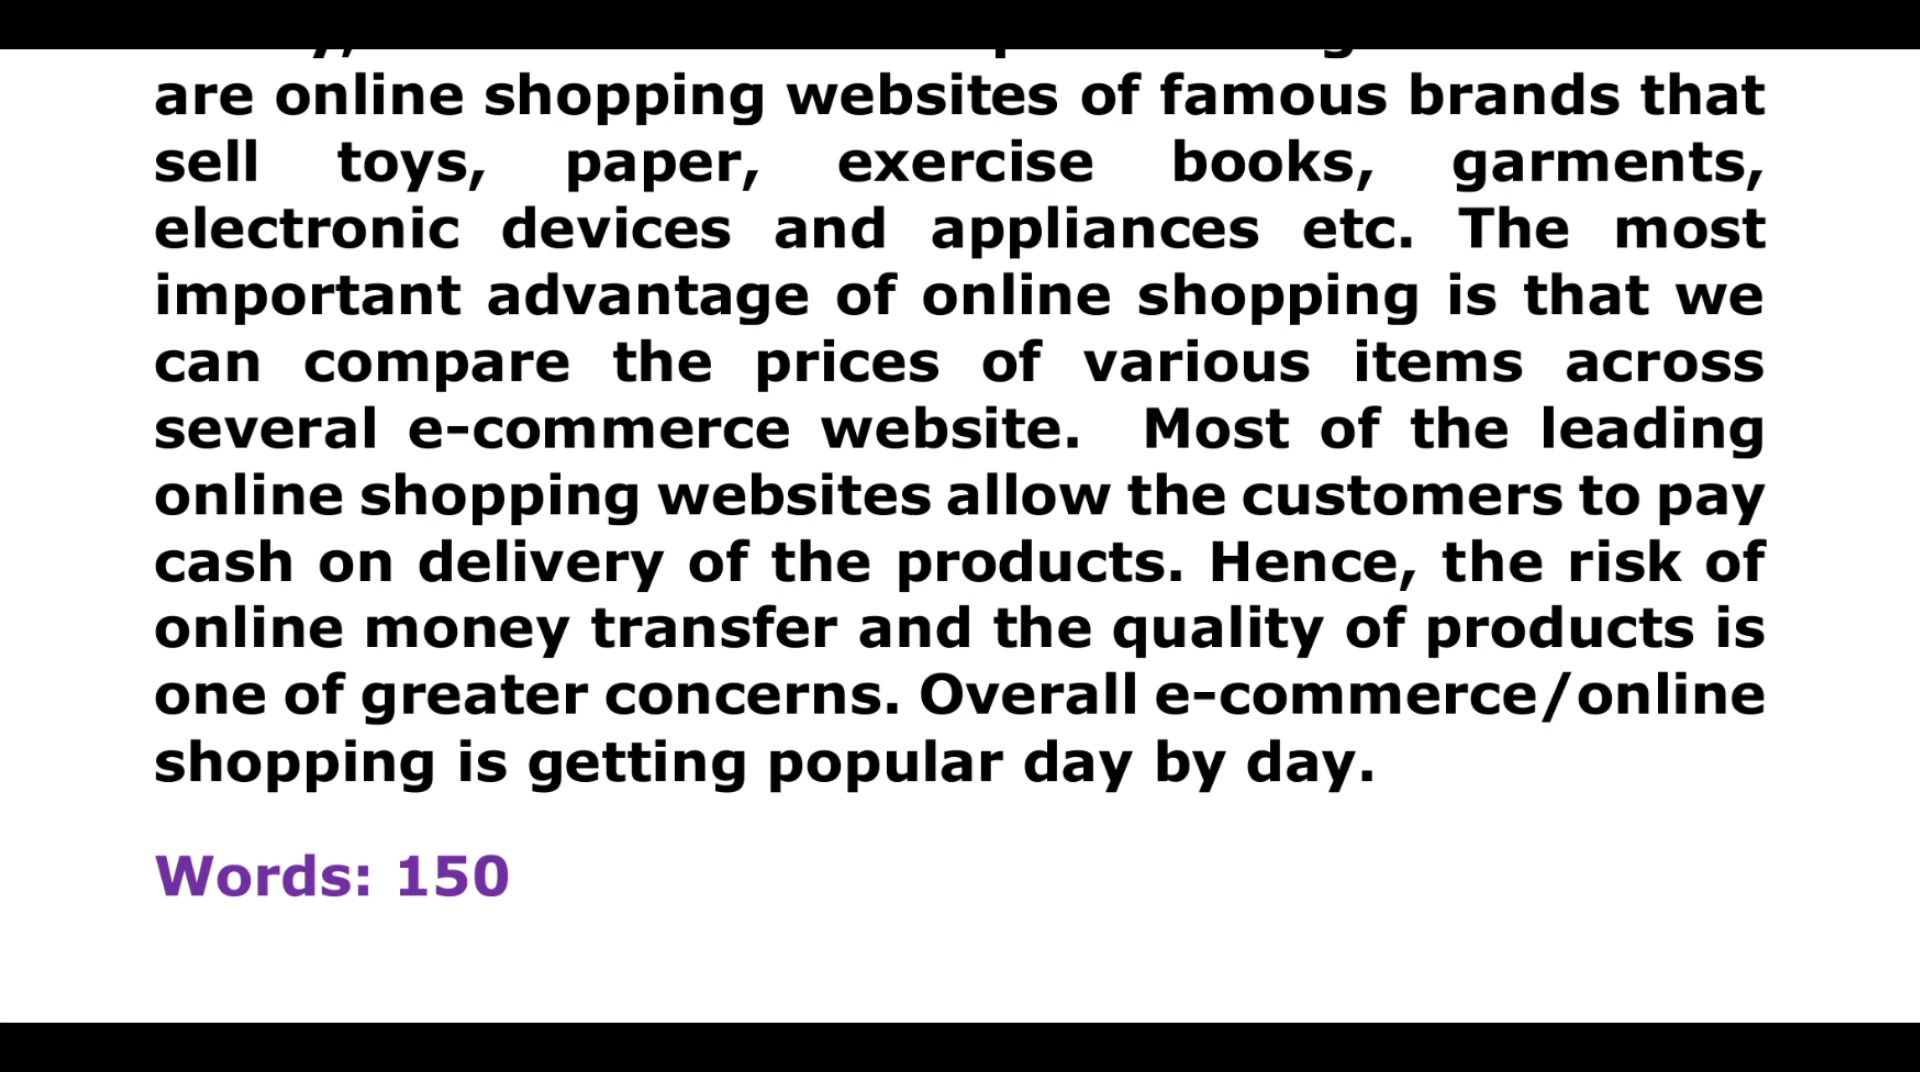 are online shopping websites of famous brands that
sell toys, paper, exercise books, garments,
electronic devices and appliances etc. The most
important advantage of online shopping is that we
can compare the prices of various items across
several e-commerce website. Most of the leading
online shopping websites allow the customers to pay
cash on delivery of the products. Hence, the risk of
online money transfer and the quality of products is
one of greater concerns. Overall e-commerce/online
shopping is getting popular day by day.
Words: 150